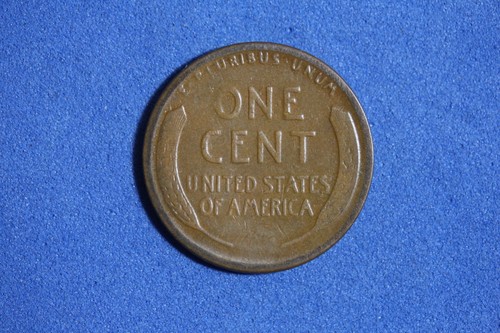 E·PLURIBUS·UNUM
ONE
CENT
UNITED STATES
OF AMERICA